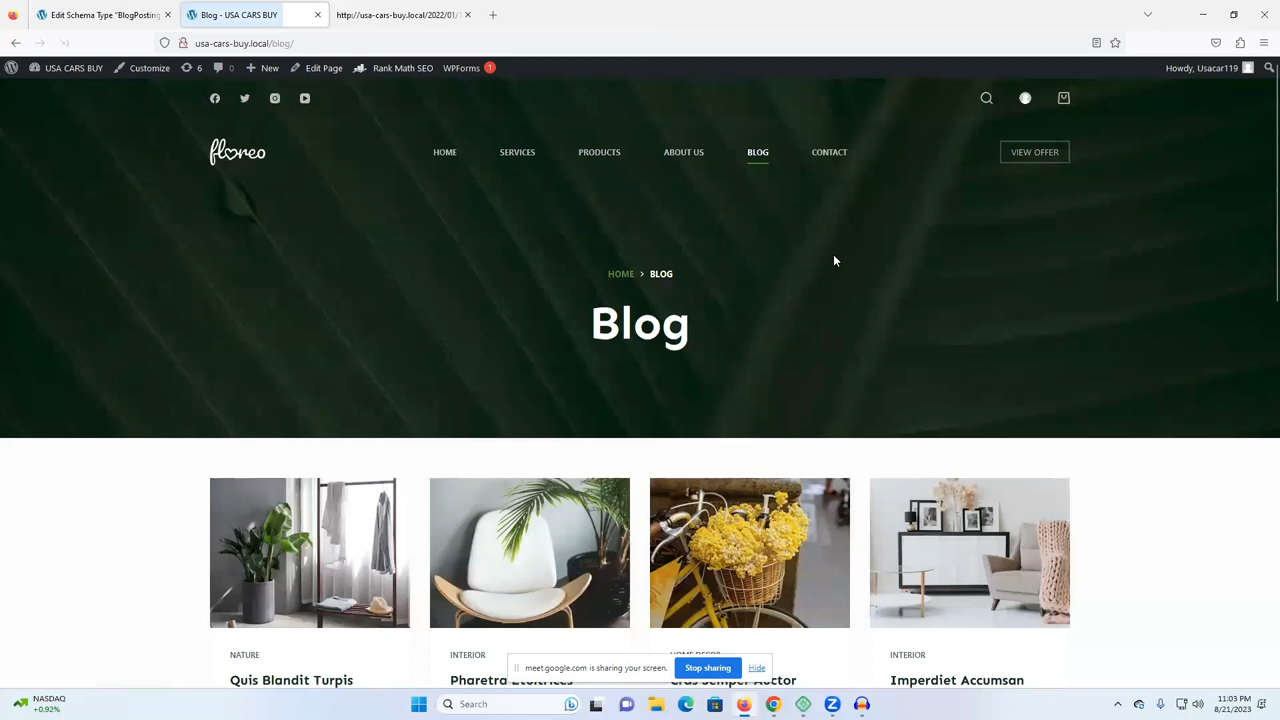 Edit Schema Type "BlogPosting
Blog - USA CARS BUY
http://usa-cars-buy.local/2022/01/1
usa-cars-buy.local/blog/
USA CARS BUY
Customize
6
0
New
Edit Page
Rank Math SEO
WPForms 1
Howdy, Usacar119
floreo
HOME
SERVICES
PRODUCTS
ABOUT US
BLOG
CONTACT
VIEW OFFER
HOME > BLOG
Blog
NATURE
INTERIOR
INTERIOR
Quis Blandit Turpis
Imperdiet Accumsan
meet.google.com is sharing your screen.
Stop sharing
Hide
NASDAQ
+0.92%
Search
11:03 PM
8/21/2023